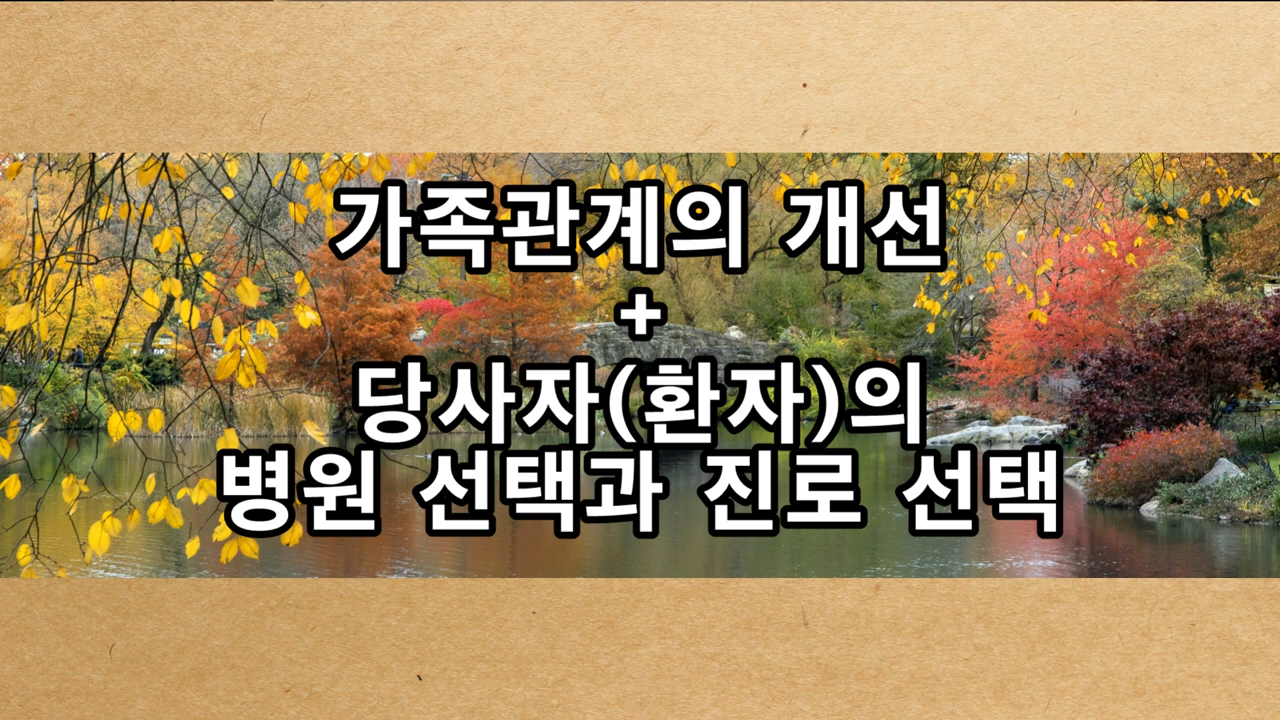 가족관계의 개선
+
당사자(환자)의
병원 선택과 진로 선택